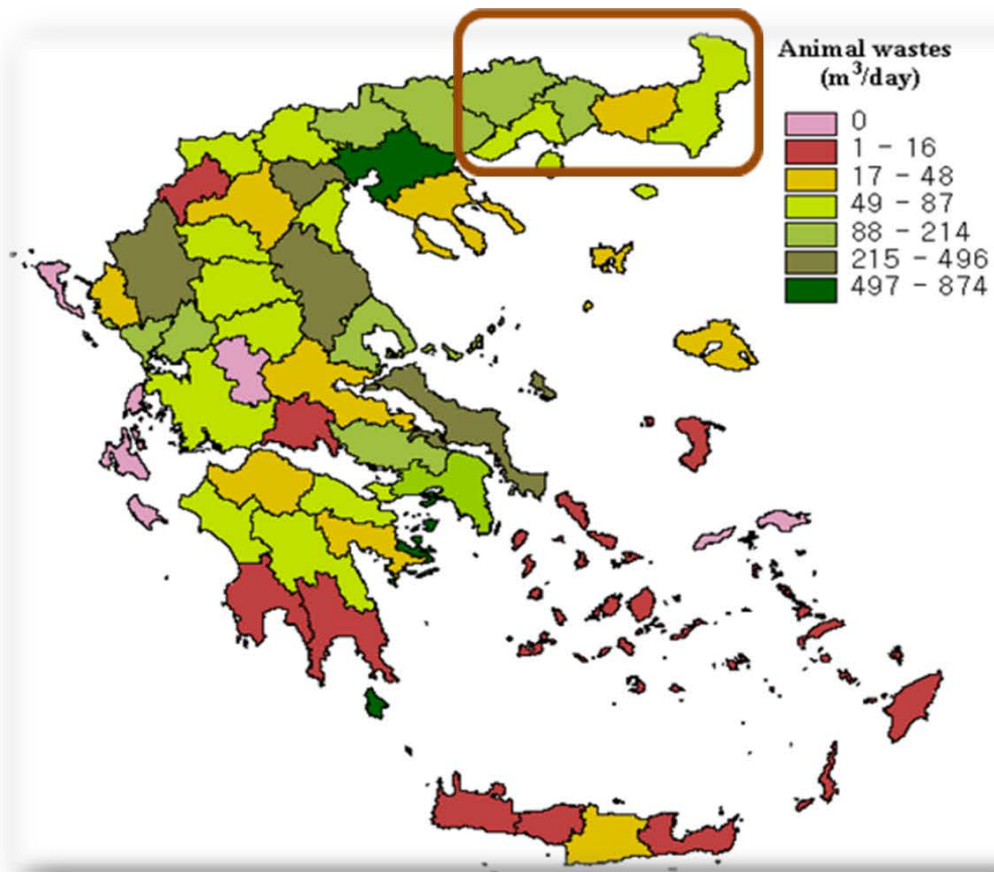 Animal wastes
(m³/day)
0
1 - 16
17 - 48
49 - 87
88 - 214
215 - 496
497 - 874